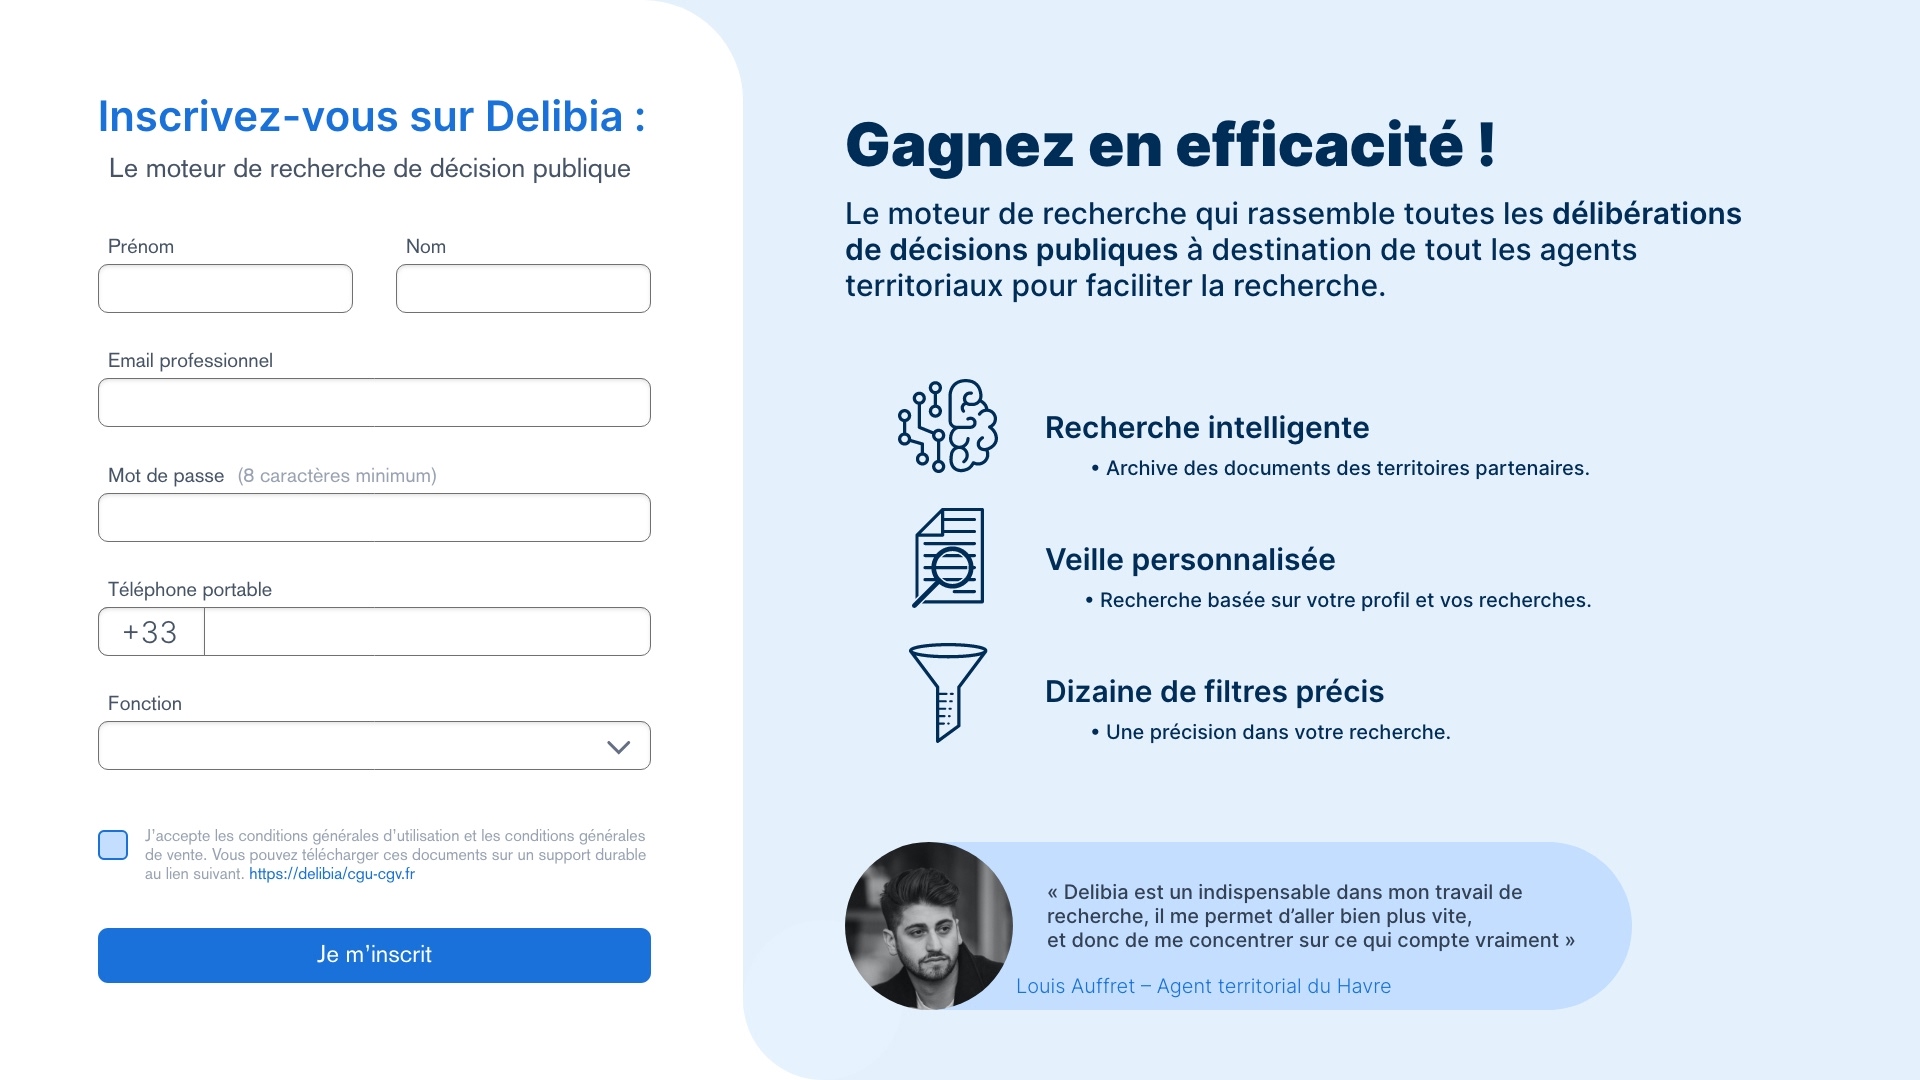 Inscrivez-vous sur Delibia :
Le moteur de recherche de décision publique
Prénom
Nom
Email professionnel
Mot de passe (8 caractères minimum)
Téléphone portable
+33
Fonction
J’accepte les conditions générales d’utilisation et les conditions générales
de vente. Vous pouvez télécharger ces documents sur un support durable
au lien suivant. https://delibia/cgu-cgv.fr
Je m’inscrit
Gagnez en efficacité !
Le moteur de recherche qui rassemble toutes les délibérations
de décisions publiques à destination de tout les agents
territoriaux pour faciliter la recherche.
Recherche intelligente
• Archive des documents des territoires partenaires.
Veille personnalisée
• Recherche basée sur votre profil et vos recherches.
Dizaine de filtres précis
• Une précision dans votre recherche.
« Delibia est un indispensable dans mon travail de
recherche, il me permet d’aller bien plus vite,
et donc de me concentrer sur ce qui compte vraiment »
Louis Auffret – Agent territorial du Havre